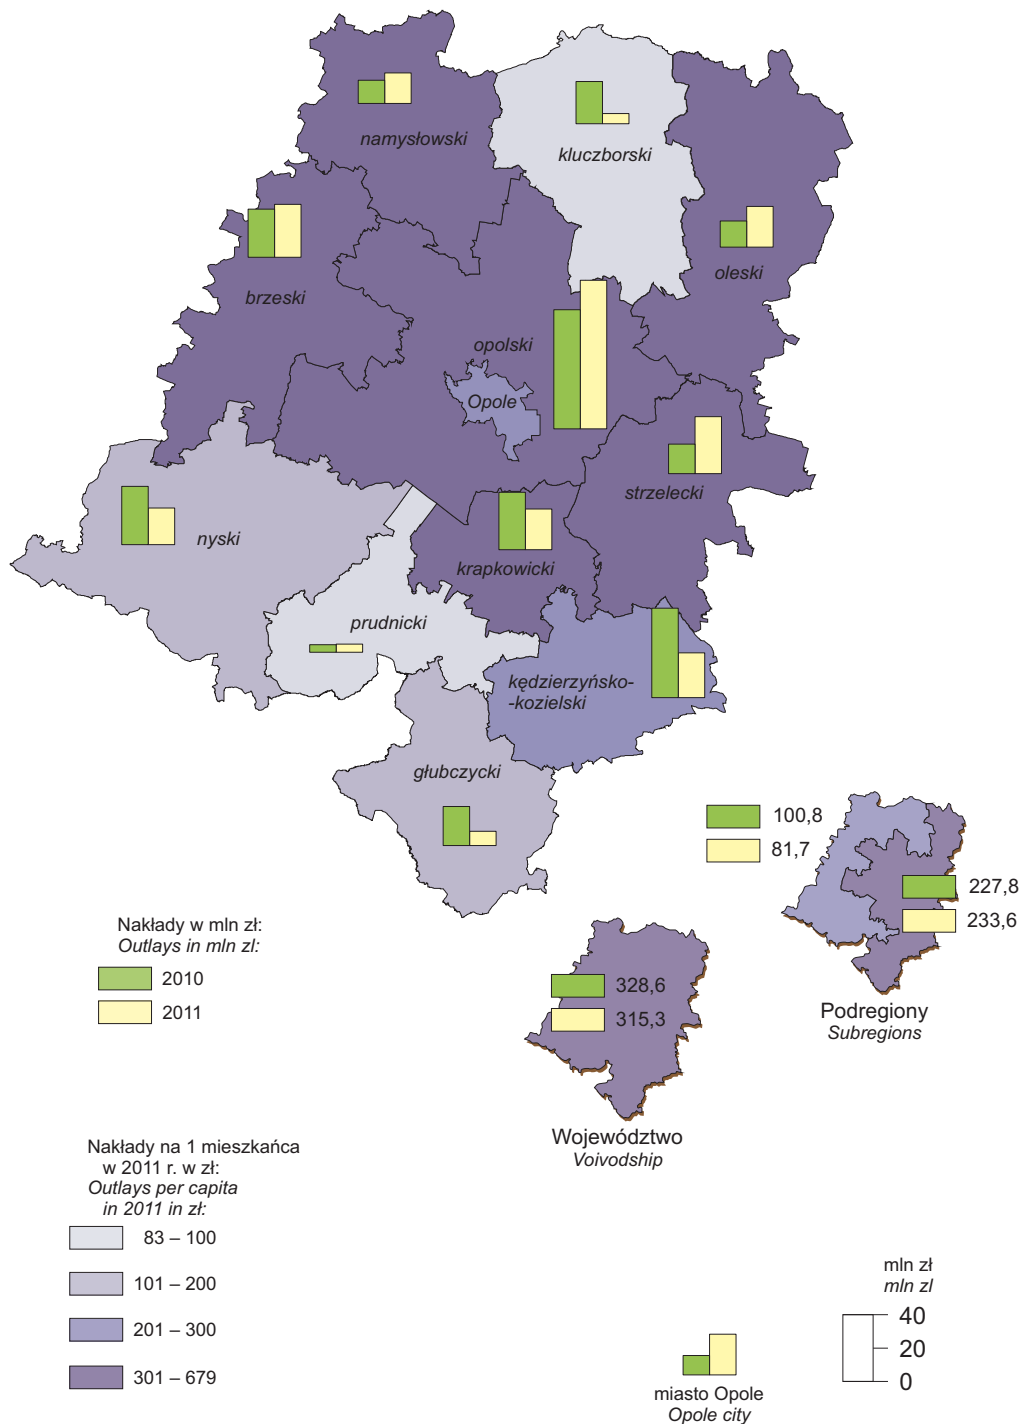 namysłowski
kluczborski
oleski
brzeski
opolski
Opole
strzelecki
nyski
krapkowicki
prudnicki
kędzierzyńsko-
-kozielski
głubczycki
100,8
81,7
227,8
233,6
Podregiony
Subregions
Nakłady w mln zł:
Outlays in mln zl:
2010
2011
328,6
315,3
Województwo
Voivodship
Nakłady na 1 mieszkańca
w 2011 r. w zł:
Outlays per capita
in 2011 in zł:
83 – 100
101 – 200
201 – 300
301 – 679
mln zł
mln zl
40
20
0
miasto Opole
Opole city